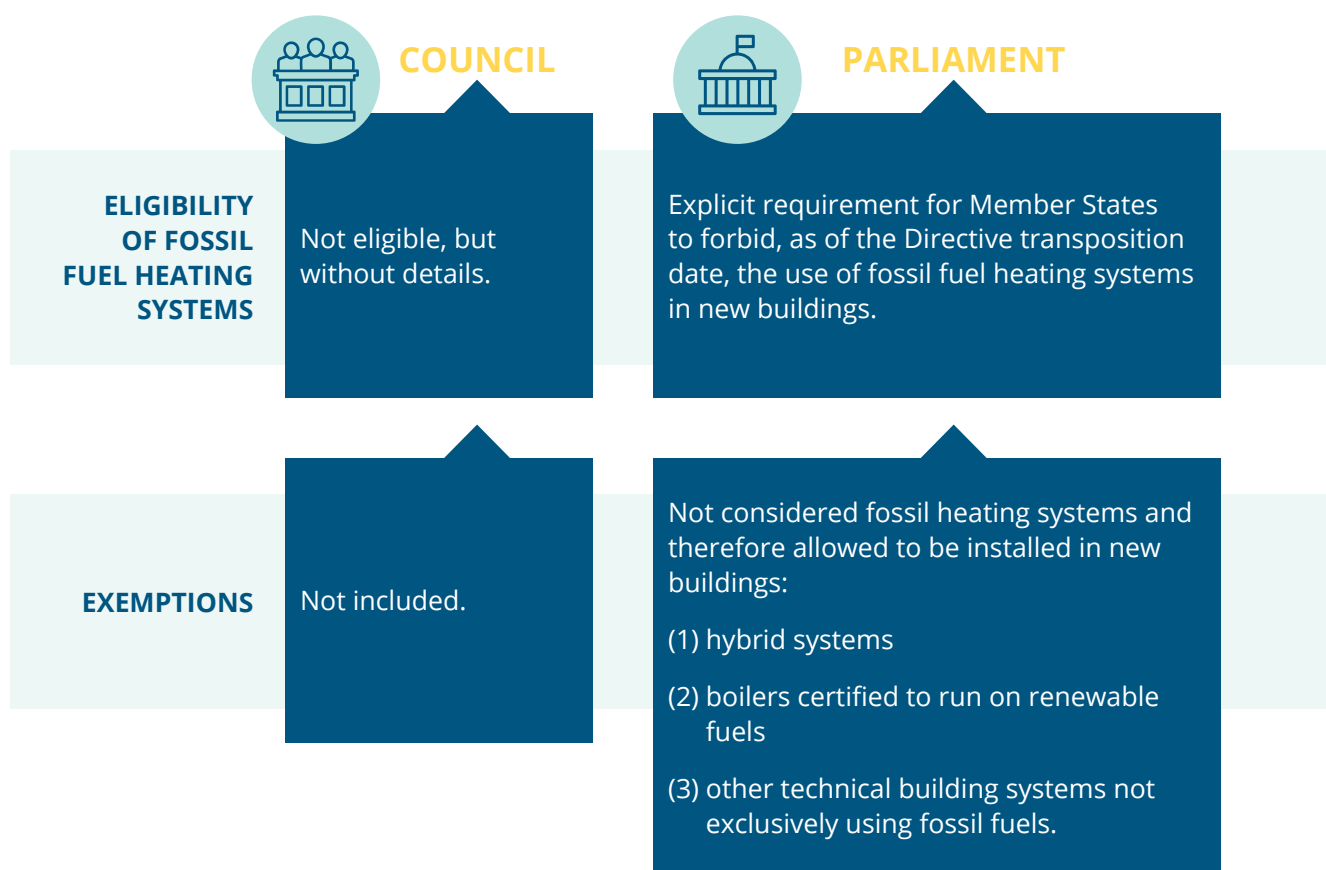 COUNCIL
PARLIAMENT
ELIGIBILITY
OF FOSSIL
FUEL HEATING
SYSTEMS
Not eligible, but
without details.
Explicit requirement for Member States
to forbid, as of the Directive transposition
date, the use of fossil fuel heating systems
in new buildings.
EXEMPTIONS
Not included.
Not considered fossil heating systems and
therefore allowed to be installed in new
buildings:
(1) hybrid systems
(2) boilers certified to run on renewable
fuels
(3) other technical building systems not
exclusively using fossil fuels.